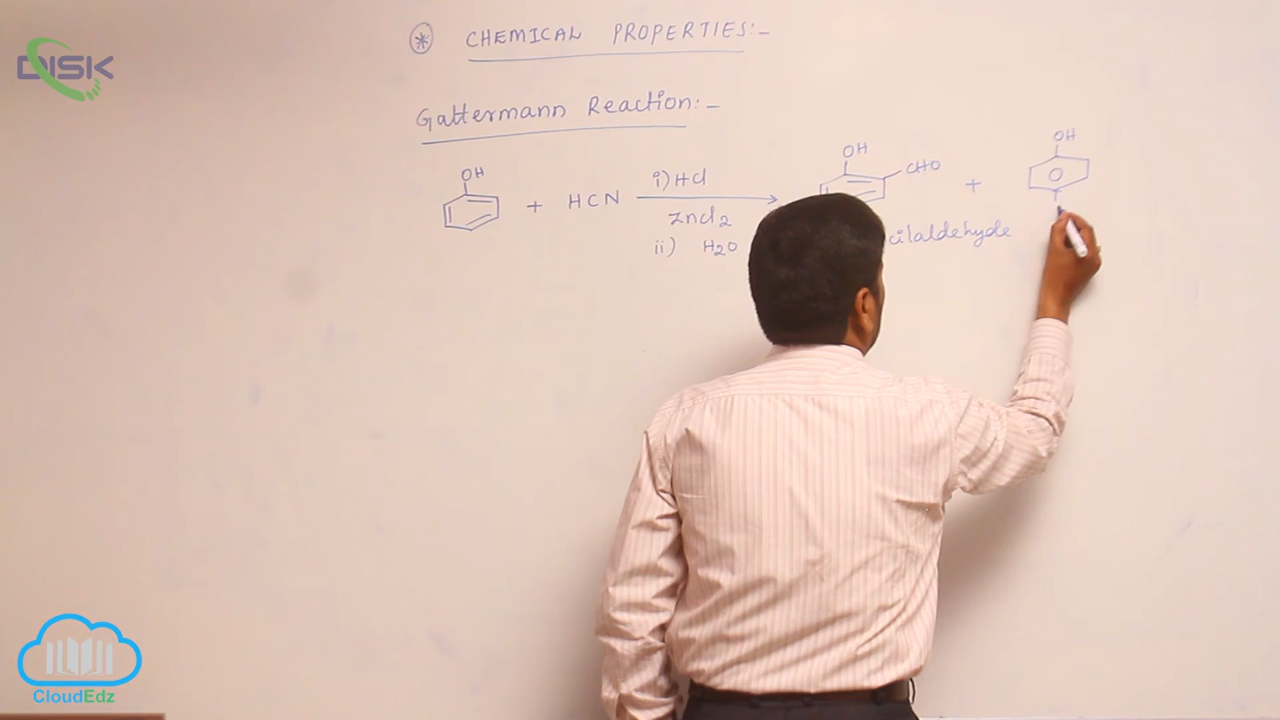 DISK
* CHEMICAL PROPERTIES:-
Gattermann Reaction:-
OH
+ HCN
i) HCl
ZnCl2
ii) H2O
OH
CHO
+
OH
cilaldehyde
CloudEdz